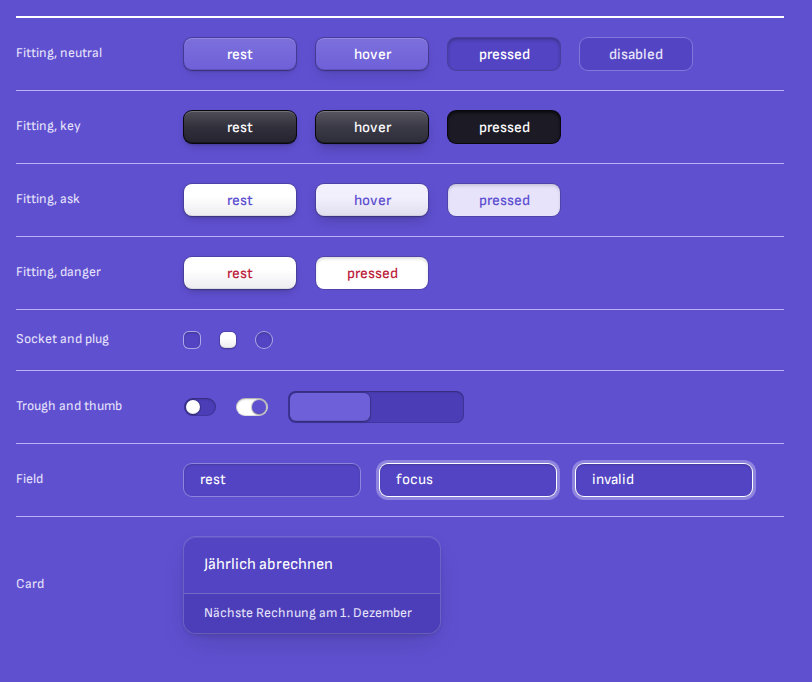 Fitting, neutral rest hover pressed disabled
Fitting, key rest hover pressed
Fitting, ask rest hover pressed
Fitting, danger rest pressed
Socket and plug
Trough and thumb
Field rest focus invalid
Jährlich abrechnen
Card
Nächste Rechnung am 1. Dezember